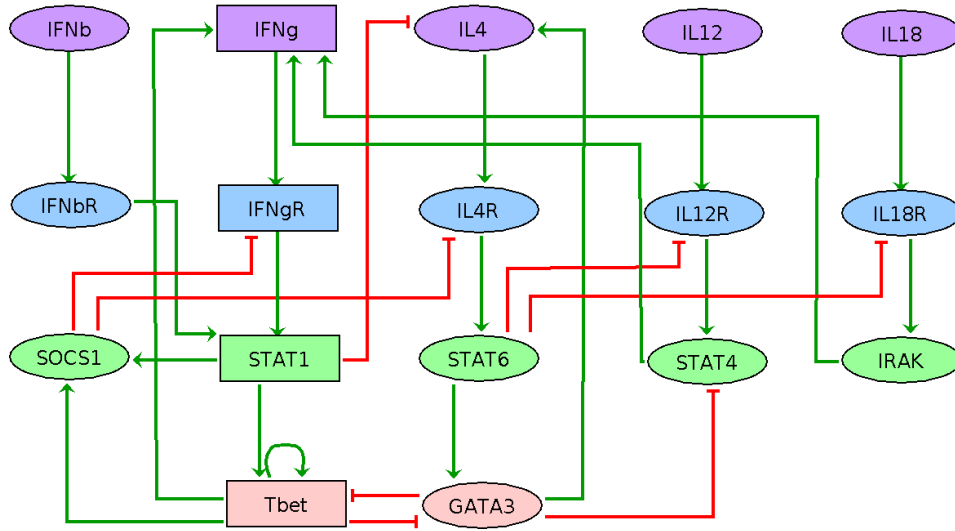 IFNb
IFNg
IL4
IL12
IL18
IFNbR
IFNgR
IL4R
IL12R
IL18R
SOCS1
STAT1
STAT6
STAT4
IRAK
Tbet
GATA3